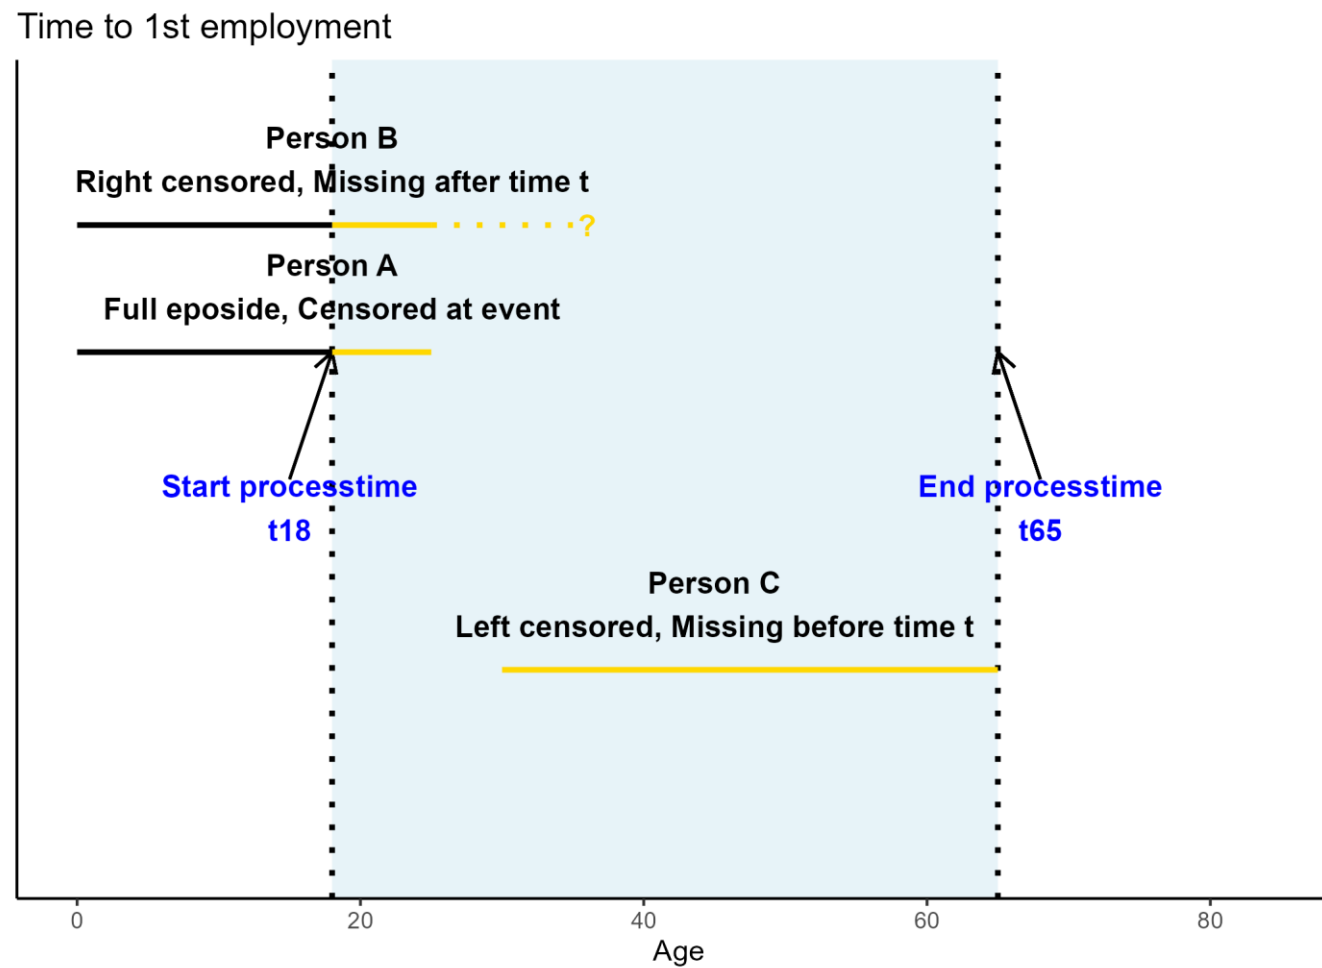 Time to 1st employment
Person B
Right censored, Missing after time t
?
Person A
Full eposide, Censored at event
Start processtime
t18
End processtime
t65
Person C
Left censored, Missing before time t
0 20 40 60 80
Age